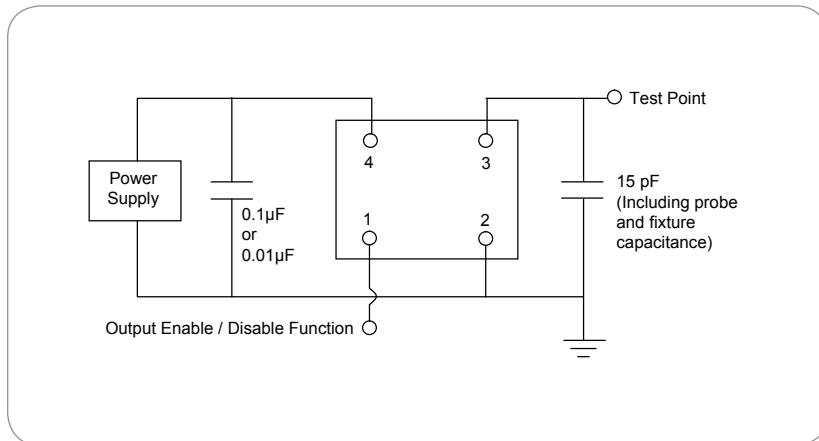 Test Point
4
3
Power
Supply
0.1µF
or
0.01µF
1
2
15 pF
(Including probe
and fixture
capacitance)
Output Enable / Disable Function